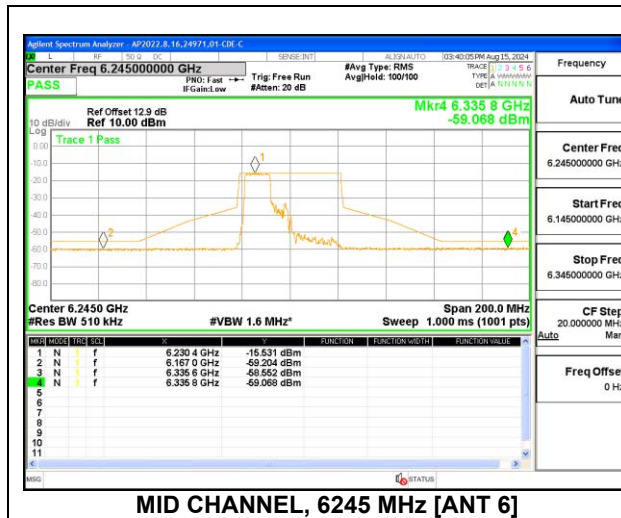 Agilent Spectrum Analyzer - AP2022.8.16,24971,01-CDE-C
L RF 50 Ω DC SENSE:INT ALIGN AUTO 03:40:05 PM Aug 15, 2024
Center Freq 6.245000000 GHz #Avg Type: RMS TRACE 1 2 3 4 5 6
PNO: Fast Trig: Free Run Avg|Hold: 100/100 TYPE A WWWWW
PASS IFGain:Low #Atten: 20 dB DET A N N N N N
Mkr4 6.335 8 GHz
-59.068 dBm
Ref Offset 12.9 dB
10 dB/div Ref 10.00 dBm
Log
Trace 1 Pass
0.00
-10.0
-20.0
-30.0
-40.0
-50.0
-60.0
-70.0
-80.0
1
2
4
Center 6.2450 GHz Span 200.0 MHz
#Res BW 510 kHz #VBW 1.6 MHz* Sweep 1.000 ms (1001 pts)
MKR MODE TRC SCL X Y FUNCTION FUNCTION WIDTH FUNCTION VALUE
1 N 1 f 6.230 4 GHz -15.531 dBm
2 N 1 f 6.167 0 GHz -59.204 dBm
3 N 1 f 6.335 6 GHz -58.552 dBm
4 N 1 f 6.335 8 GHz -59.068 dBm
5
6
7
8
9
10
11
MSG STATUS
Frequency
Auto Tune
Center Freq
6.245000000 GHz
Start Freq
6.145000000 GHz
Stop Freq
6.345000000 GHz
CF Step
20.000000 MHz
Auto Man
Freq Offset
0 Hz
MID CHANNEL, 6245 MHz [ANT 6]